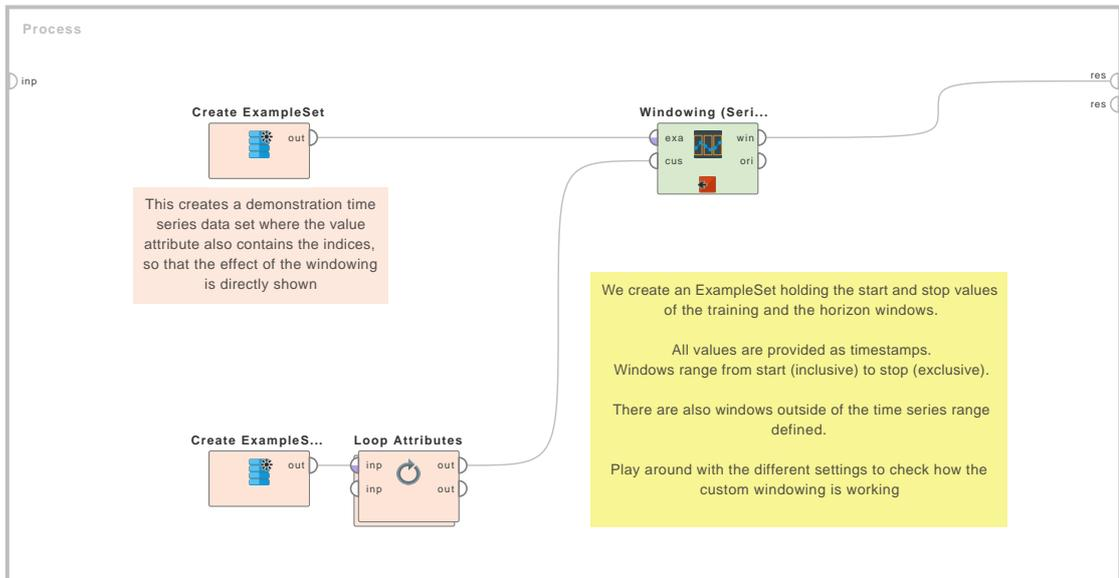 Process
inp
res
res
Create ExampleSet
out
Windowing (Seri...
exa
win
cus
ori
This creates a demonstration time
series data set where the value
attribute also contains the indices,
so that the effect of the windowing
is directly shown
We create an ExampleSet holding the start and stop values
of the training and the horizon windows.
All values are provided as timestamps.
Windows range from start (inclusive) to stop (exclusive).
There are also windows outside of the time series range
defined.
Play around with the different settings to check how the
custom windowing is working
Create ExampleS...
out
Loop Attributes
inp
out
inp
out